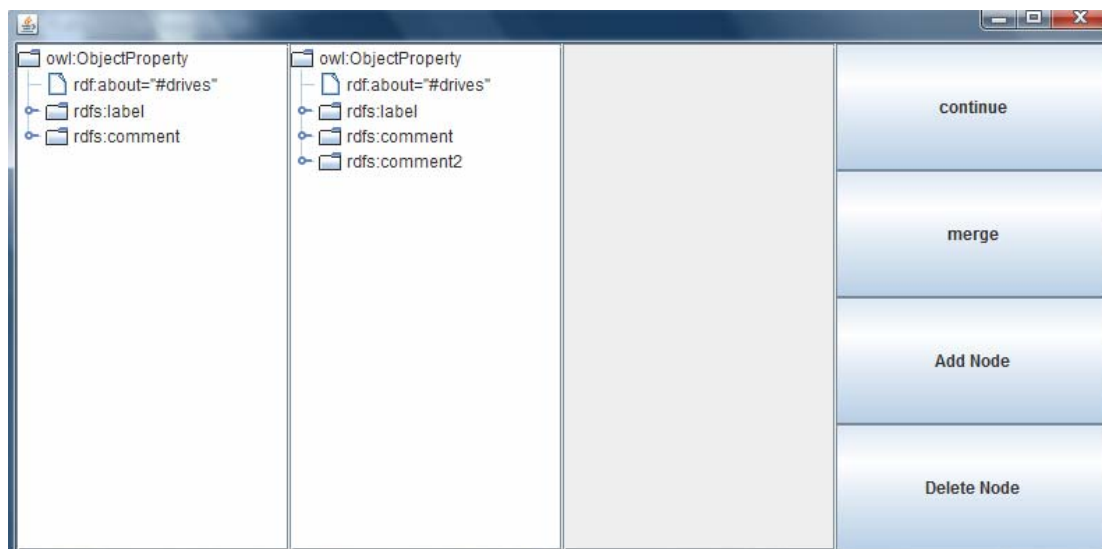 owl:ObjectProperty
rdf:about="#drives"
rdfs:label
rdfs:comment
owl:ObjectProperty
rdf:about="#drives"
rdfs:label
rdfs:comment
rdfs:comment2
continue
merge
Add Node
Delete Node